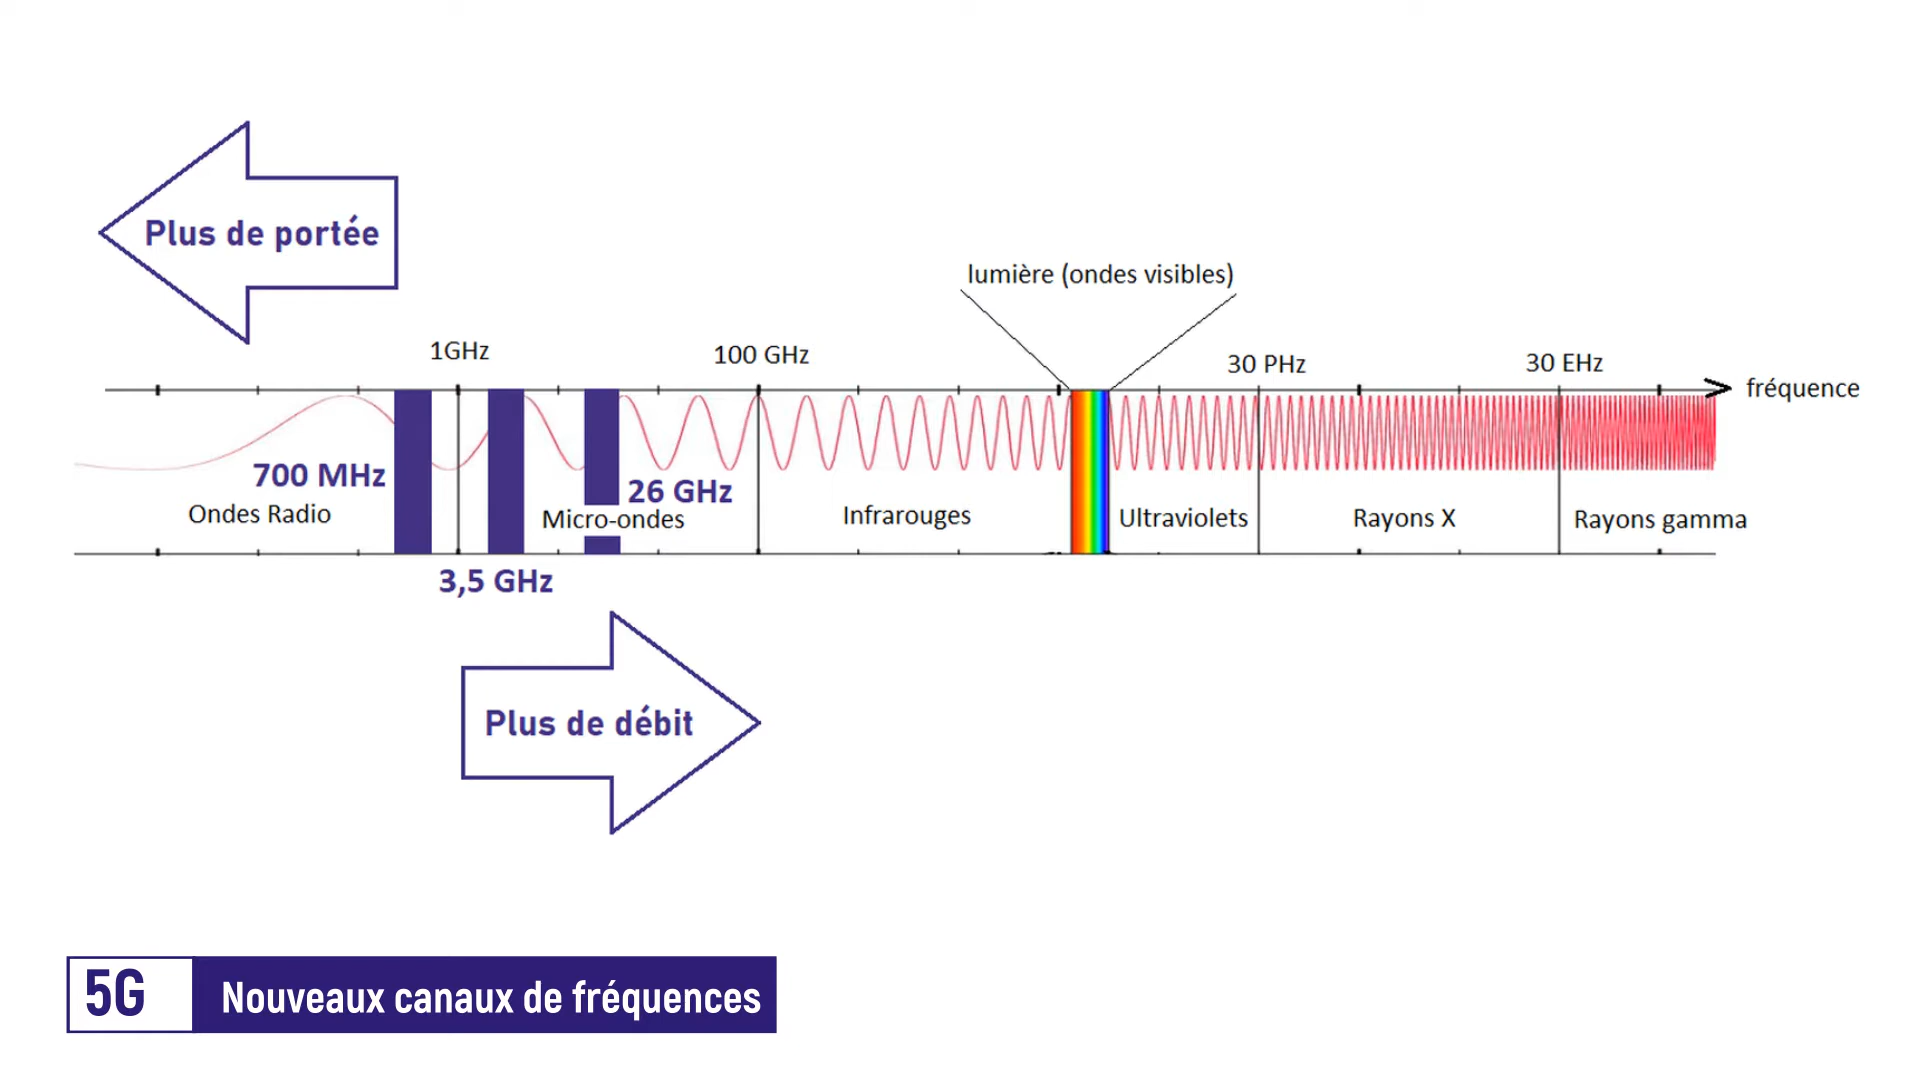 Plus de portée
lumière (ondes visibles)
1GHz
100 GHz
30 PHz
30 EHz
fréquence
700 MHz
26 GHz
Ondes Radio
Micro-ondes
Infrarouges
Ultraviolets
Rayons X
Rayons gamma
3,5 GHz
Plus de débit
5G
Nouveaux canaux de fréquences